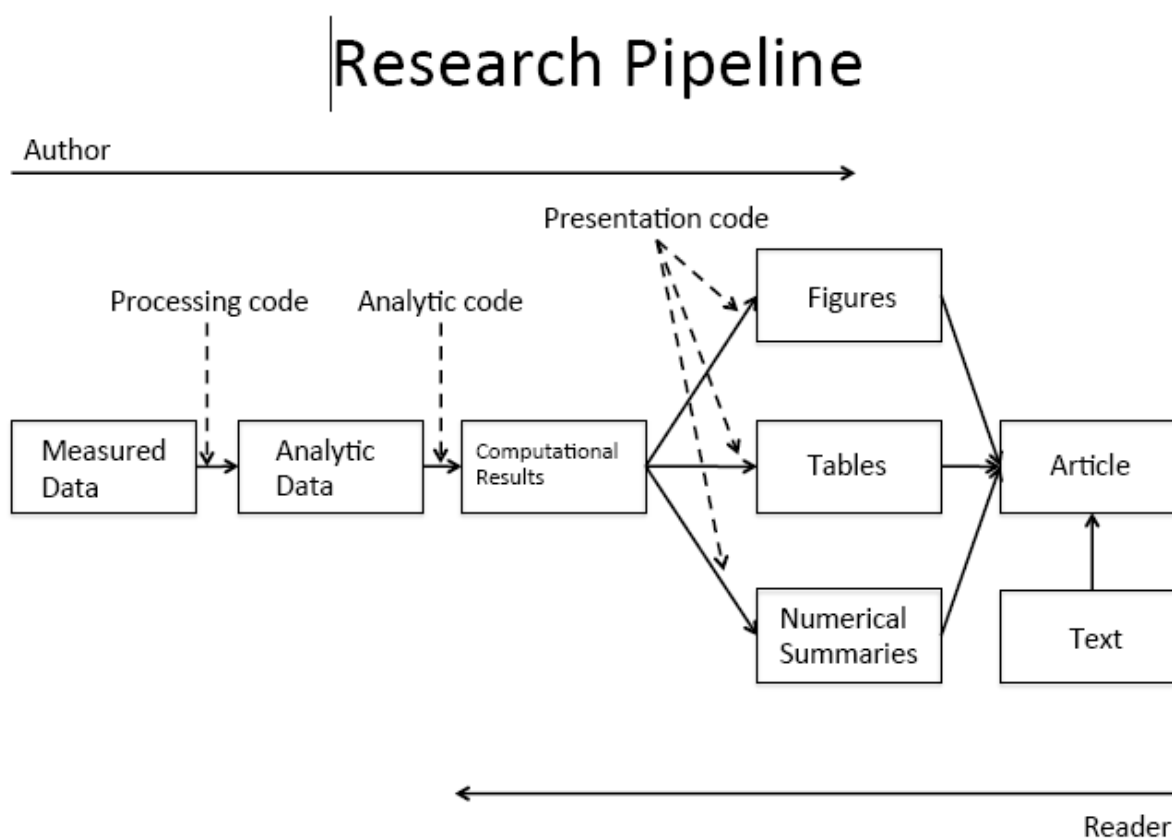 Research Pipeline
Author
Presentation code
Processing code
Analytic code
Figures
Measured
Data
Analytic
Data
Computational
Results
Tables
Article
Numerical
Summaries
Text
Reader